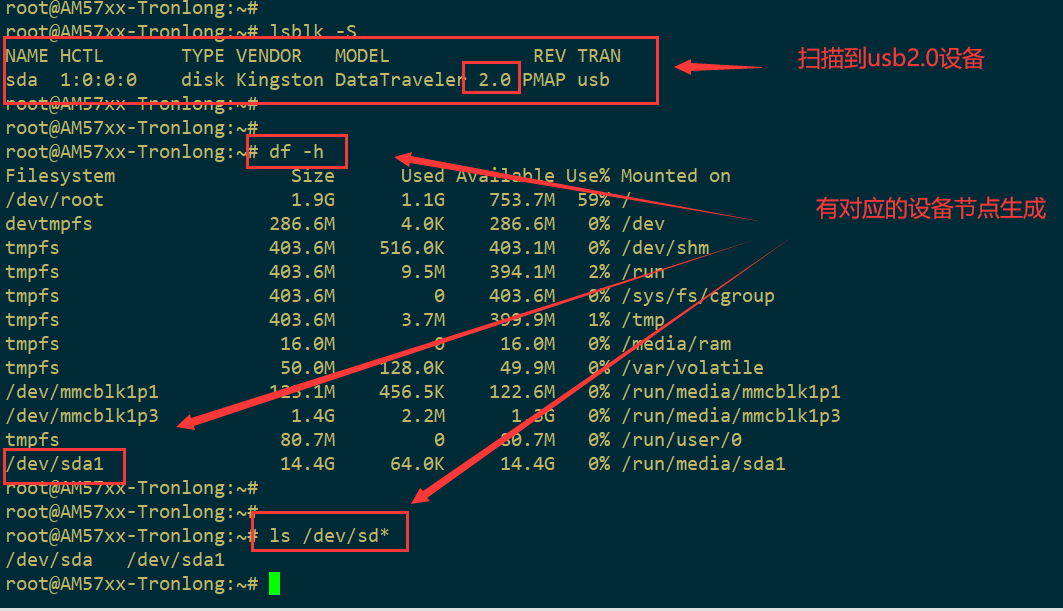 root@AM57xx-Tronlong:~#
root@AM57xx-Tronlong:~# lsblk -S
NAME HCTL TYPE VENDOR MODEL REV TRAN
sda 1:0:0:0 disk Kingston DataTraveler 2.0 PMAP usb
扫描到usb2.0设备
root@AM57xx-Tronlong:~#
root@AM57xx-Tronlong:~#
root@AM57xx-Tronlong:~# df -h
Filesystem Size Used Available Use% Mounted on
/dev/root 1.9G 1.1G 753.7M 59% /
有对应的设备节点生成
devtmpfs 286.6M 4.0K 286.6M 0% /dev
tmpfs 403.6M 516.0K 403.1M 0% /dev/shm
tmpfs 403.6M 9.5M 394.1M 2% /run
tmpfs 403.6M 0 403.6M 0% /sys/fs/cgroup
tmpfs 403.6M 3.7M 399.9M 1% /tmp
tmpfs 16.0M 0 16.0M 0% /media/ram
tmpfs 50.0M 128.0K 49.9M 0% /var/volatile
/dev/mmcblk1p1 123.1M 456.5K 122.6M 0% /run/media/mmcblk1p1
/dev/mmcblk1p3 1.4G 2.2M 1.3G 0% /run/media/mmcblk1p3
tmpfs 80.7M 0 80.7M 0% /run/user/0
/dev/sda1 14.4G 64.0K 14.4G 0% /run/media/sda1
root@AM57xx-Tronlong:~#
root@AM57xx-Tronlong:~#
root@AM57xx-Tronlong:~# ls /dev/sd*
/dev/sda /dev/sda1
root@AM57xx-Tronlong:~#